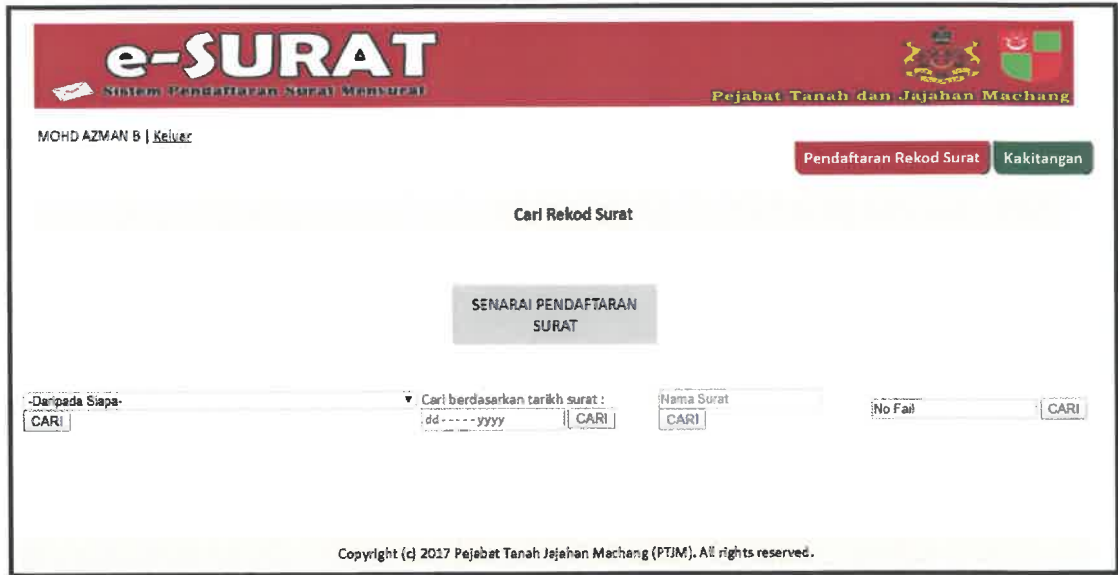 e-SURAT
Sistem Pendaftaran Surat Mensurat
Pejabat Tanah dan Jajahan Machang
MOHD AZMAN B | Keluar
Pendaftaran Rekod Surat
Kakitangan
Cari Rekod Surat
SENARAI PENDAFTARAN
SURAT
-Daripada Siapa-
CARI
Cari berdasarkan tarikh surat :
dd-----yyyy CARI
Nama Surat
CARI
No Fail CARI
Copyright (c) 2017 Pejabat Tanah Jajahan Machang (PTJM). All rights reserved.